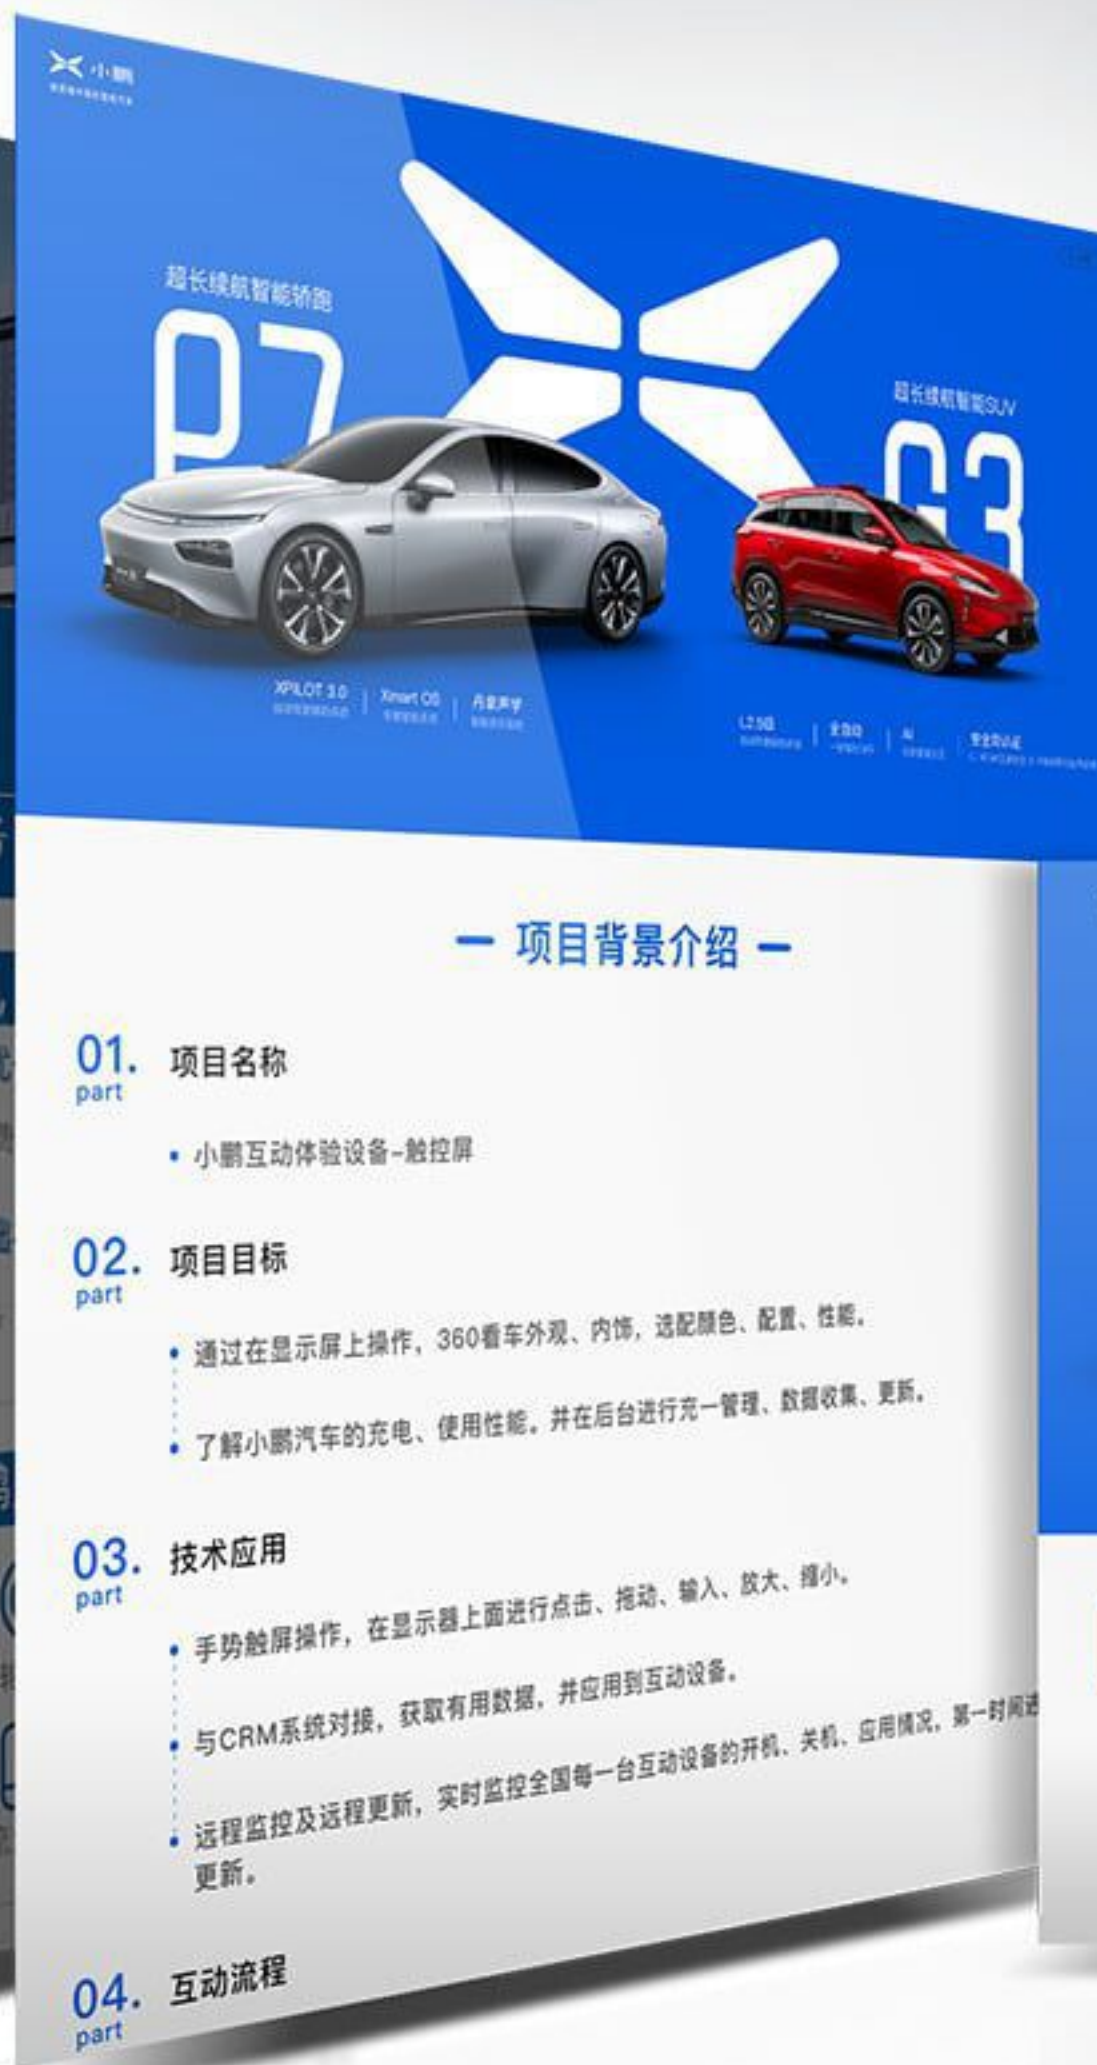 小鹏
超长续航智能轿跑
P7
超长续航智能SUV
G3
XPILOT 3.0
Xmart OS
L2.5级
全自动
AI
— 项目背景介绍 —
01. 项目名称
part
• 小鹏互动体验设备-触控屏
02. 项目目标
part
• 通过在显示屏上操作，360看车外观、内饰，选配颜色、配置、性能。
• 了解小鹏汽车的充电、使用性能。并在后台进行充一管理、数据收集、更新。
03. 技术应用
part
• 手势触屏操作，在显示器上面进行点击、拖动、输入、放大、缩小。
• 与CRM系统对接，获取有用数据，并应用到互动设备。
• 远程监控及远程更新，实时监控全国每一台互动设备的开机、关机、应用情况，第一时间进
更新。
04. 互动流程
part